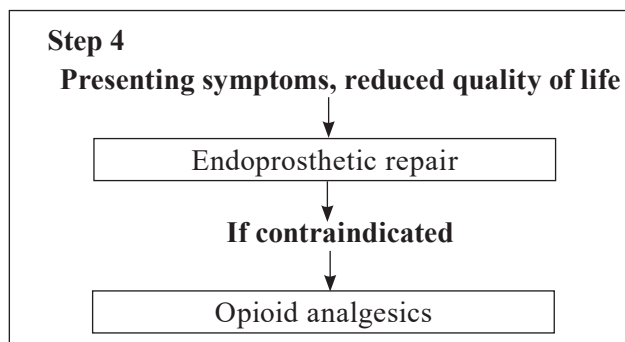 Step 4
Presenting symptoms, reduced quality of life
Endoprosthetic repair
If contraindicated
Opioid analgesics